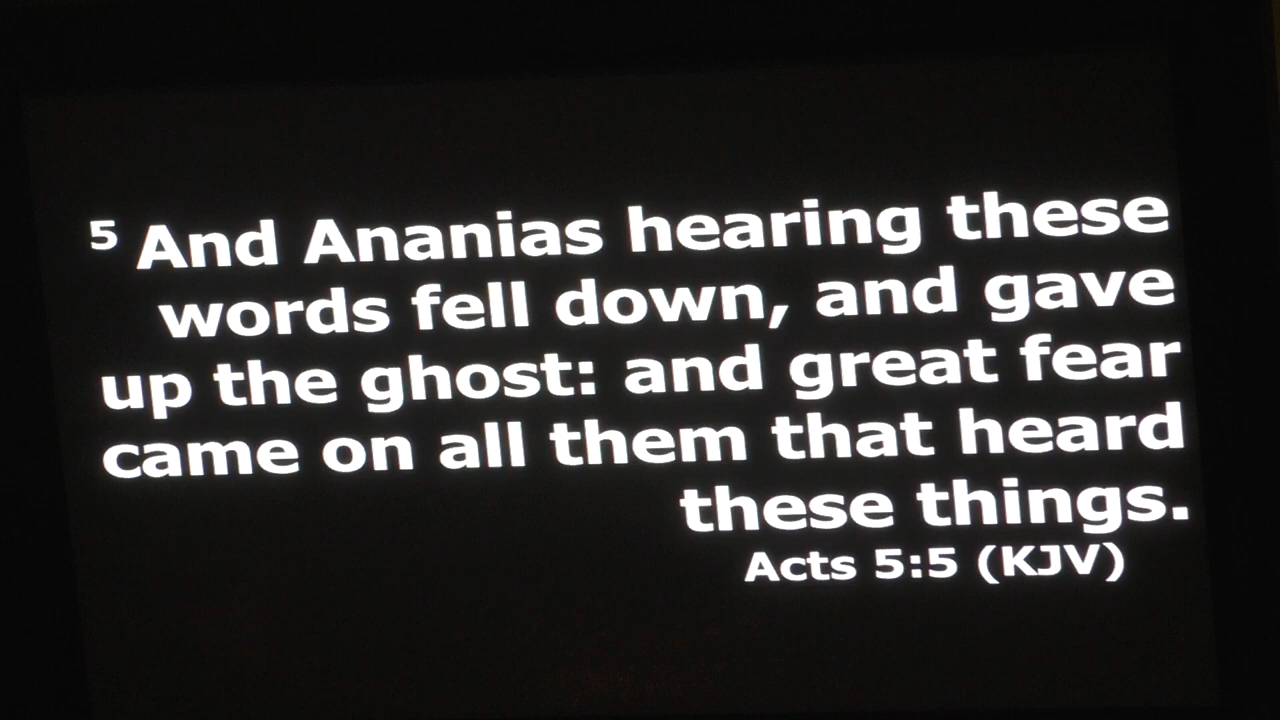 5 And Ananias hearing these
words fell down, and gave
up the ghost: and great fear
came on all them that heard
these things.
Acts 5:5 (KJV)